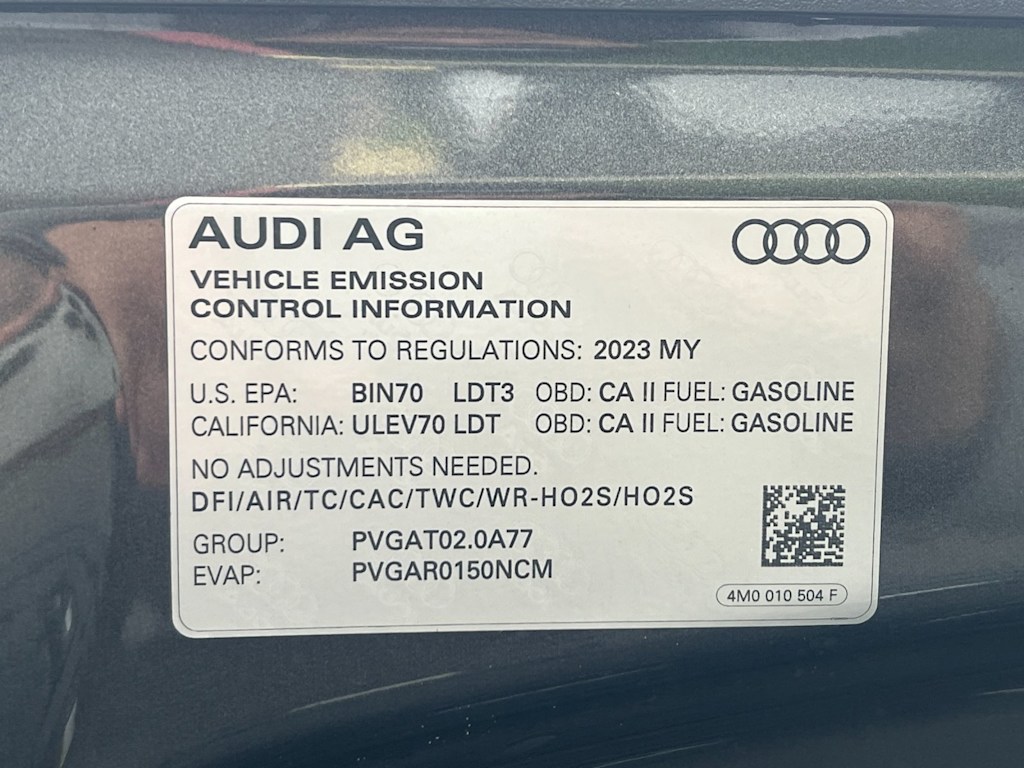 AUDI AG
VEHICLE EMISSION
CONTROL INFORMATION
CONFORMS TO REGULATIONS: 2023 MY
U.S. EPA: BIN70 LDT3 OBD: CA II FUEL: GASOLINE
CALIFORNIA: ULEV70 LDT OBD: CA II FUEL: GASOLINE
NO ADJUSTMENTS NEEDED.
DFI/AIR/TC/CAC/TWC/WR-HO2S/HO2S
GROUP: PVGAT02.0A77
EVAP: PVGAR0150NCM
4M0 010 504 F